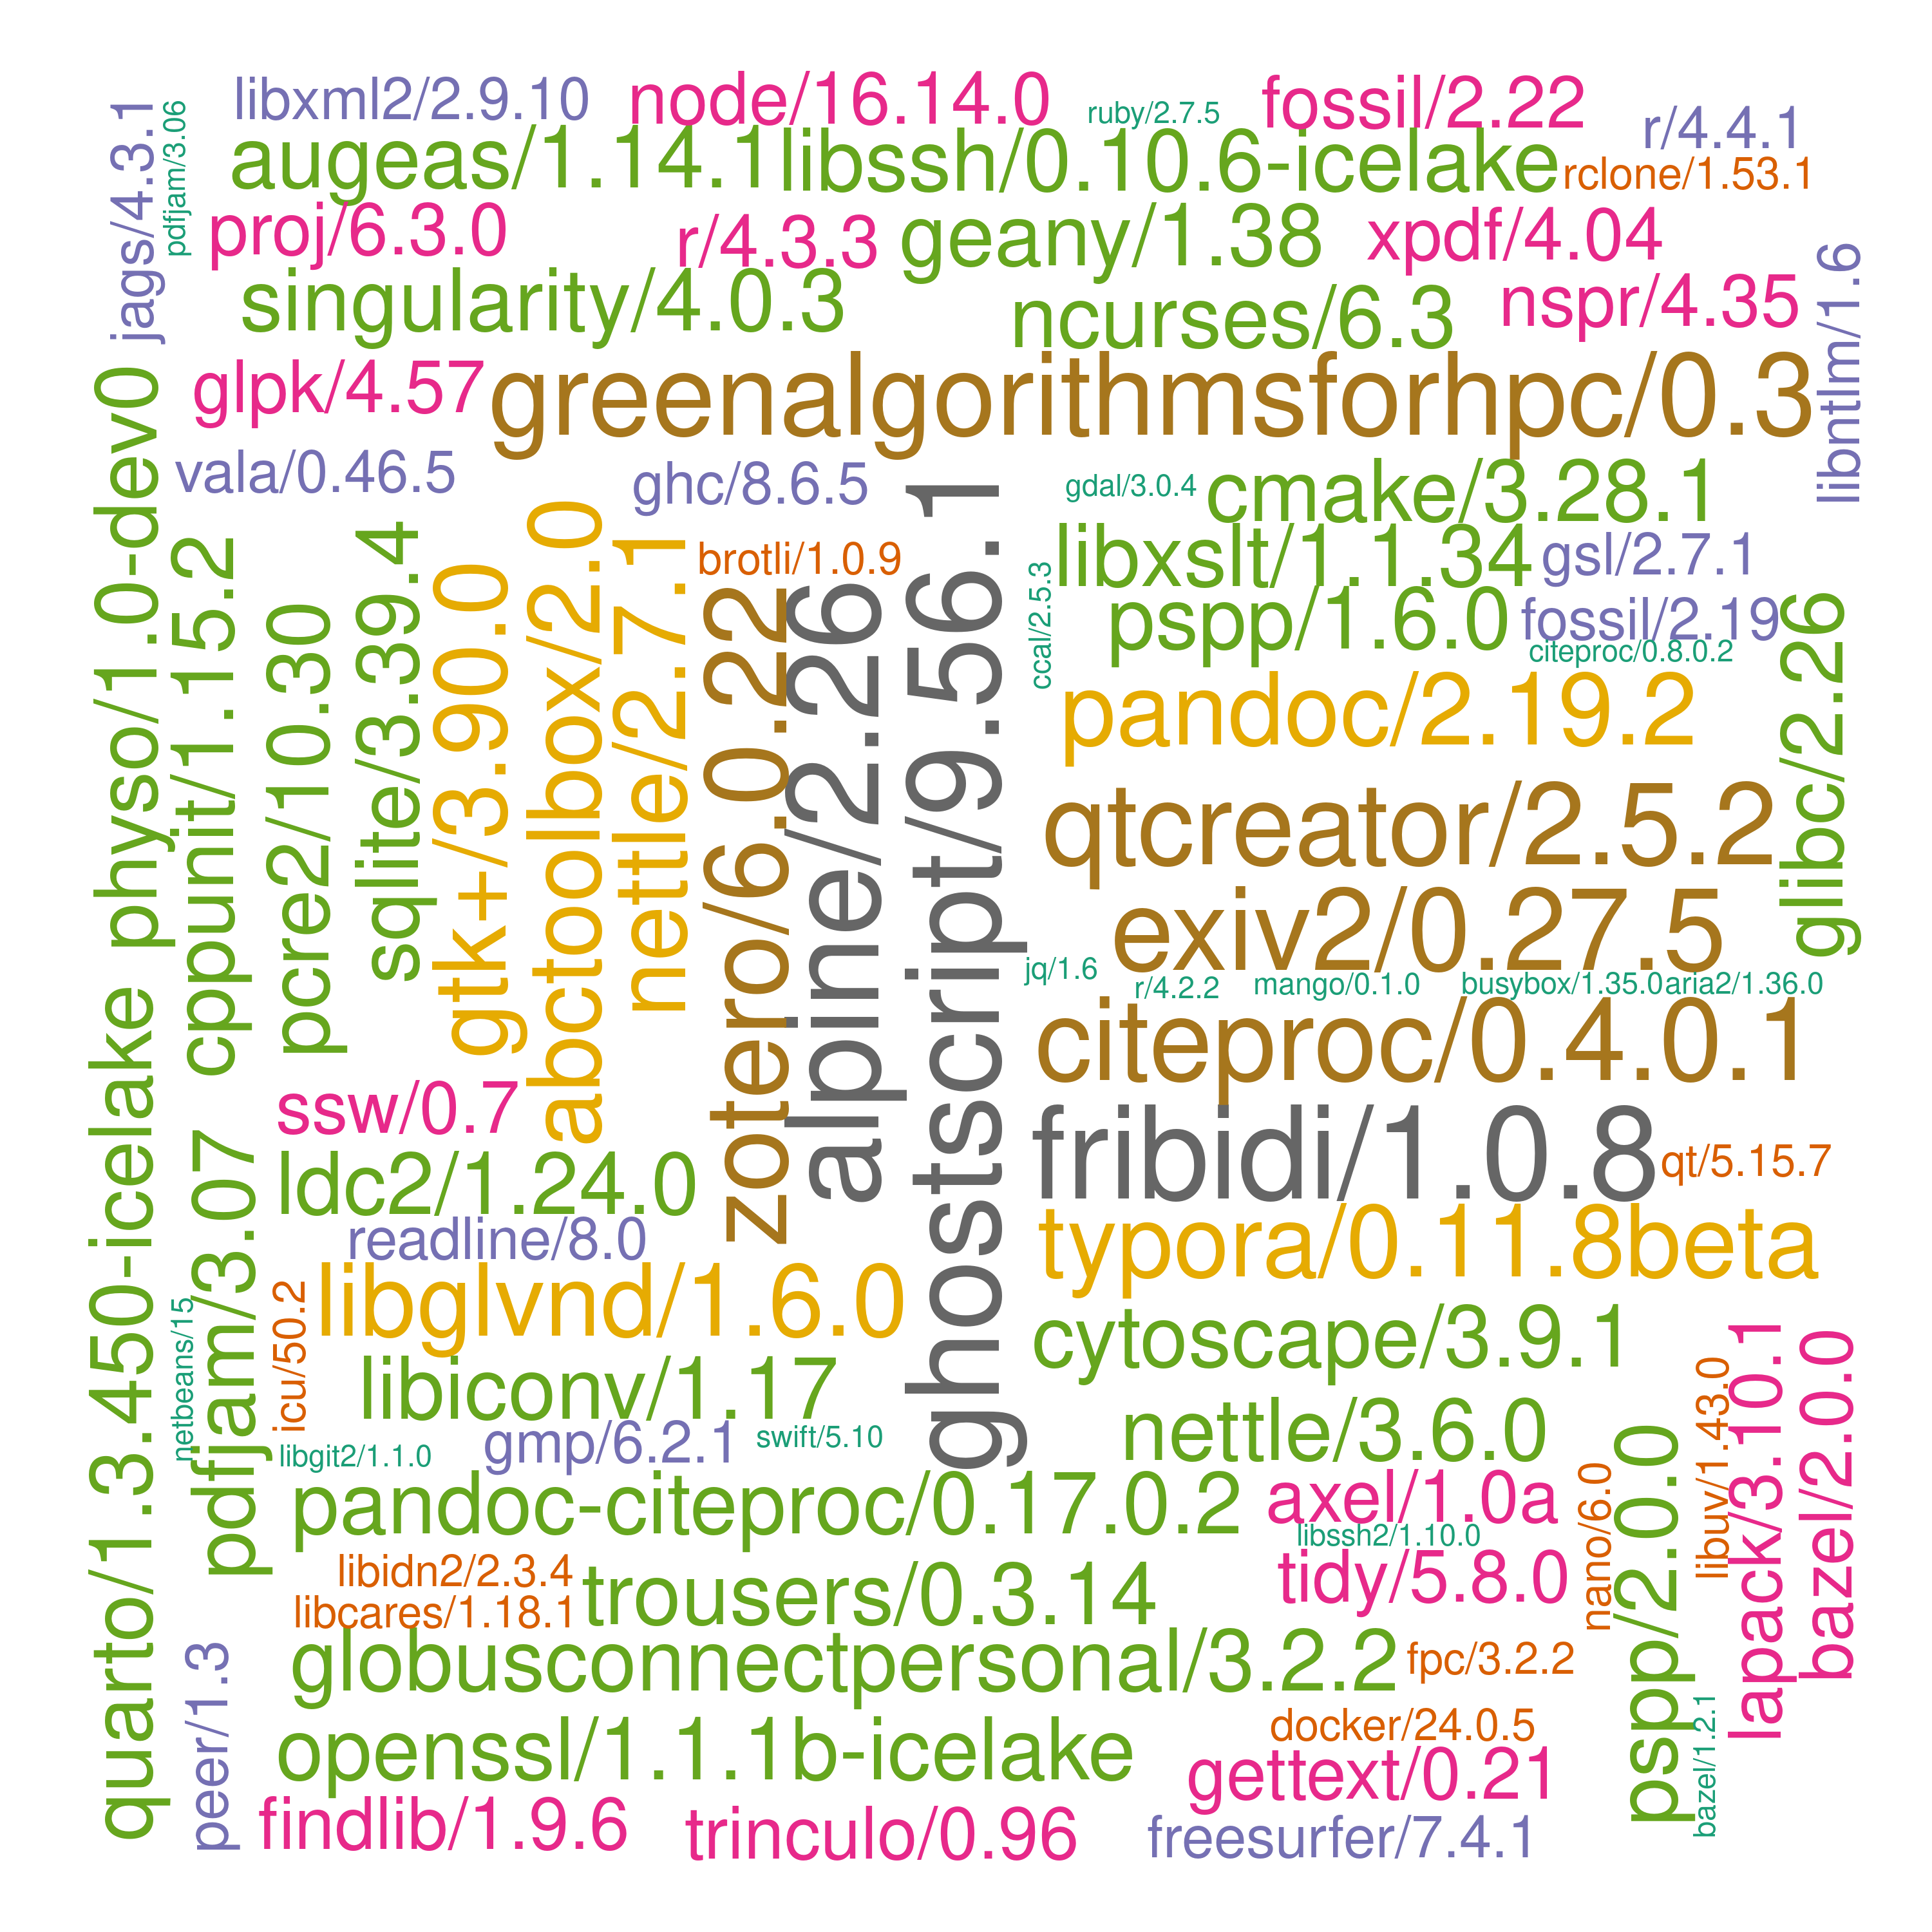 libxml2/2.9.10
node/16.14.0
ruby/2.7.5
fossil/2.22
r/4.4.1
jags/4.3.1
pdfjam/3.06
augeas/1.14.1
libssh/0.10.6-icelake
rclone/1.53.1
proj/6.3.0
r/4.3.3
geany/1.38
xpdf/4.04
singularity/4.0.3
ncurses/6.3
nspr/4.35
libntlm/1.6
glpk/4.57
greenalgorithmsforhpc/0.3
physo/1.0-dev0
vala/0.46.5
ghc/8.6.5
gdal/3.0.4
cmake/3.28.1
cppunit/1.15.2
pcre2/10.30
sqlite/3.39.4
gtk+/3.90.0
abctoolbox/2.0
nettle/2.7.1
brotli/1.0.9
zotero/6.0.22
alpine/2.26
ghostscript/9.56.1
ccal/2.5.3
libxslt/1.1.34
gsl/2.7.1
pspp/1.6.0
fossil/2.19
citeproc/0.8.0.2
glibc/2.26
pandoc/2.19.2
qtcreator/2.5.2
exiv2/0.27.5
jq/1.6
r/4.2.2
mango/0.1.0
busybox/1.35.0
aria2/1.36.0
citeproc/0.4.0.1
quarto/1.3.450-icelake
ssw/0.7
fribidi/1.0.8
qt/5.15.7
pdfjam/3.07
ldc2/1.24.0
readline/8.0
typora/0.11.8beta
netbeans/15
icu/50.2
libglvnd/1.6.0
cytoscape/3.9.1
libiconv/1.17
lapack/3.10.1
bazel/2.0.0
libuv/1.43.0
nettle/3.6.0
libgit2/1.1.0
gmp/6.2.1
swift/5.10
pandoc-citeproc/0.17.0.2
axel/1.0a
nano/6.0
pspp/2.0.0
libssh2/1.10.0
libidn2/2.3.4
trousers/0.3.14
tidy/5.8.0
libcares/1.18.1
peer/1.3
globusconnectpersonal/3.2.2
fpc/3.2.2
bazel/1.2.1
openssl/1.1.1b-icelake
docker/24.0.5
gettext/0.21
findlib/1.9.6
trinculo/0.96
freesurfer/7.4.1